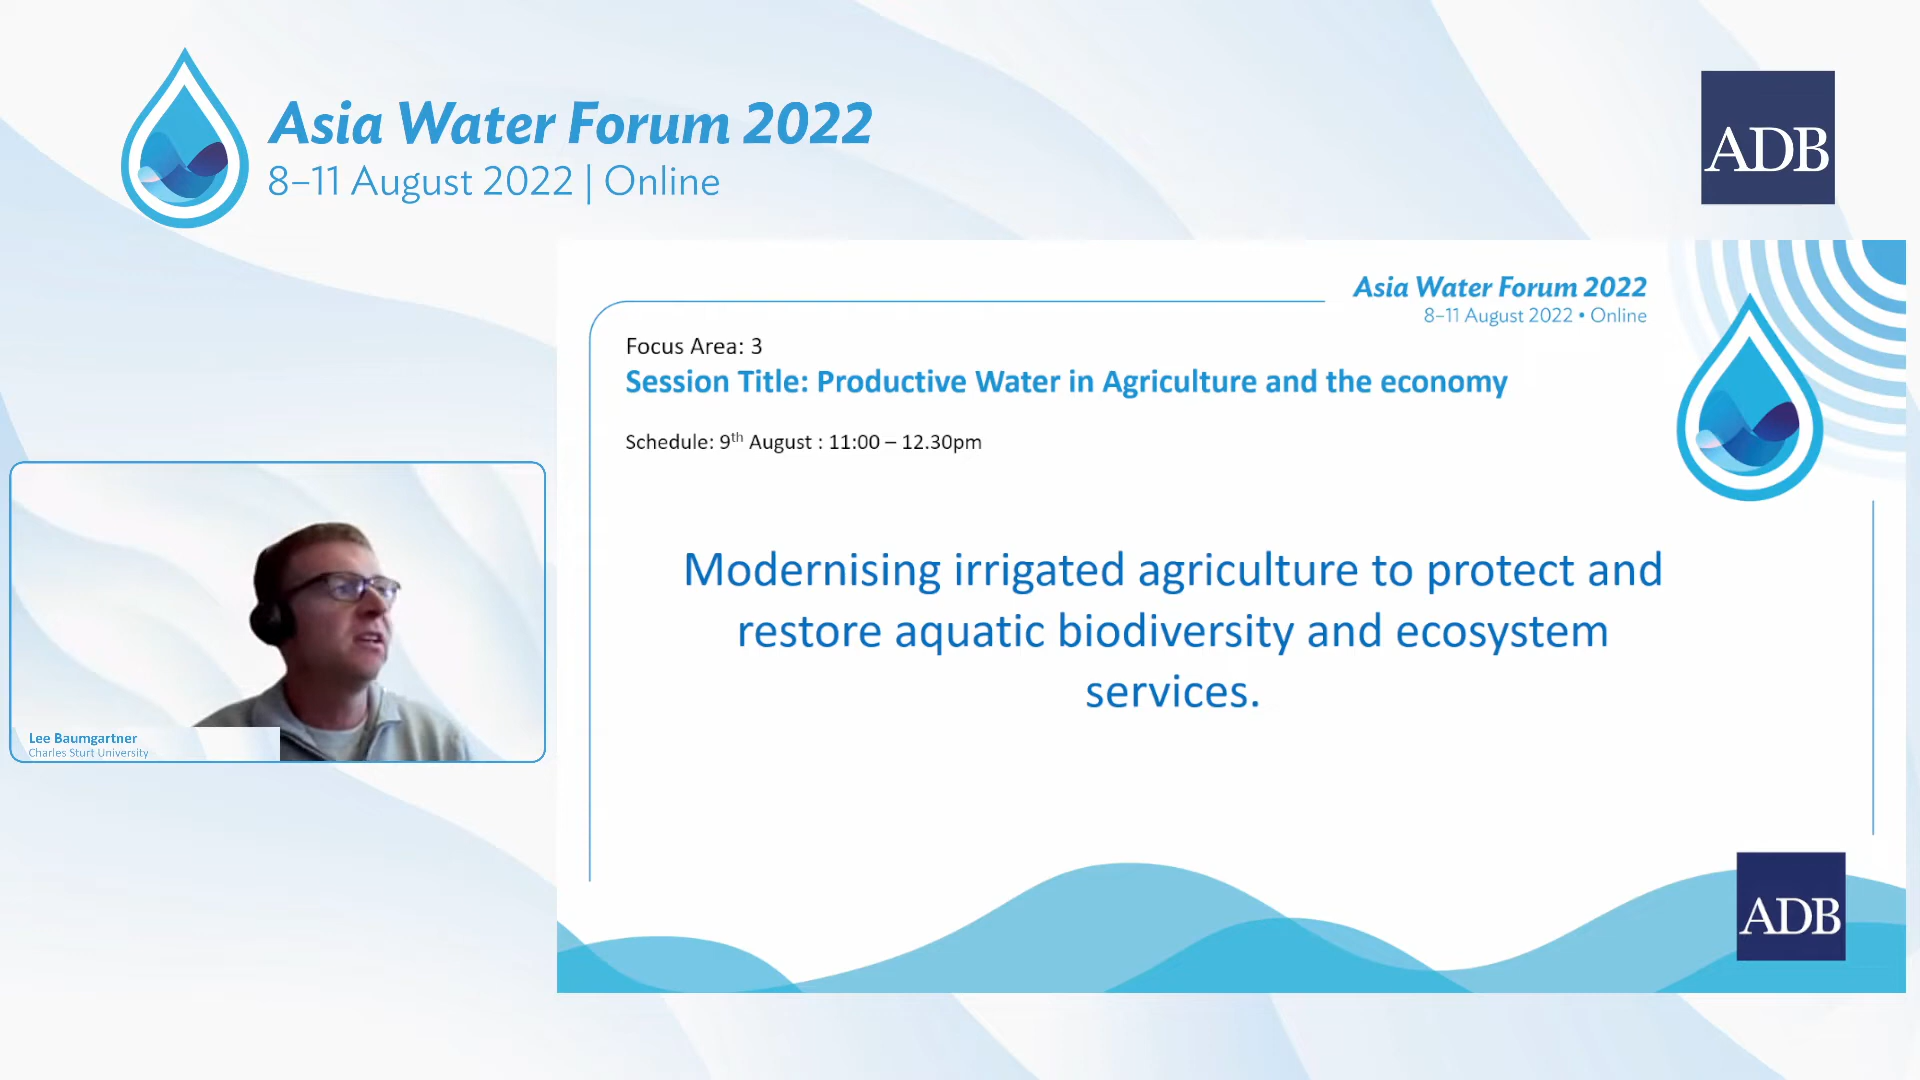 Asia Water Forum 2022
8–11 August 2022 | Online
ADB
Asia Water Forum 2022
8–11 August 2022 • Online
Focus Area: 3
Session Title: Productive Water in Agriculture and the economy
Schedule: 9th August : 11:00 – 12.30pm
Modernising irrigated agriculture to protect and
restore aquatic biodiversity and ecosystem
services.
Lee Baumgartner
Charles Sturt University
ADB